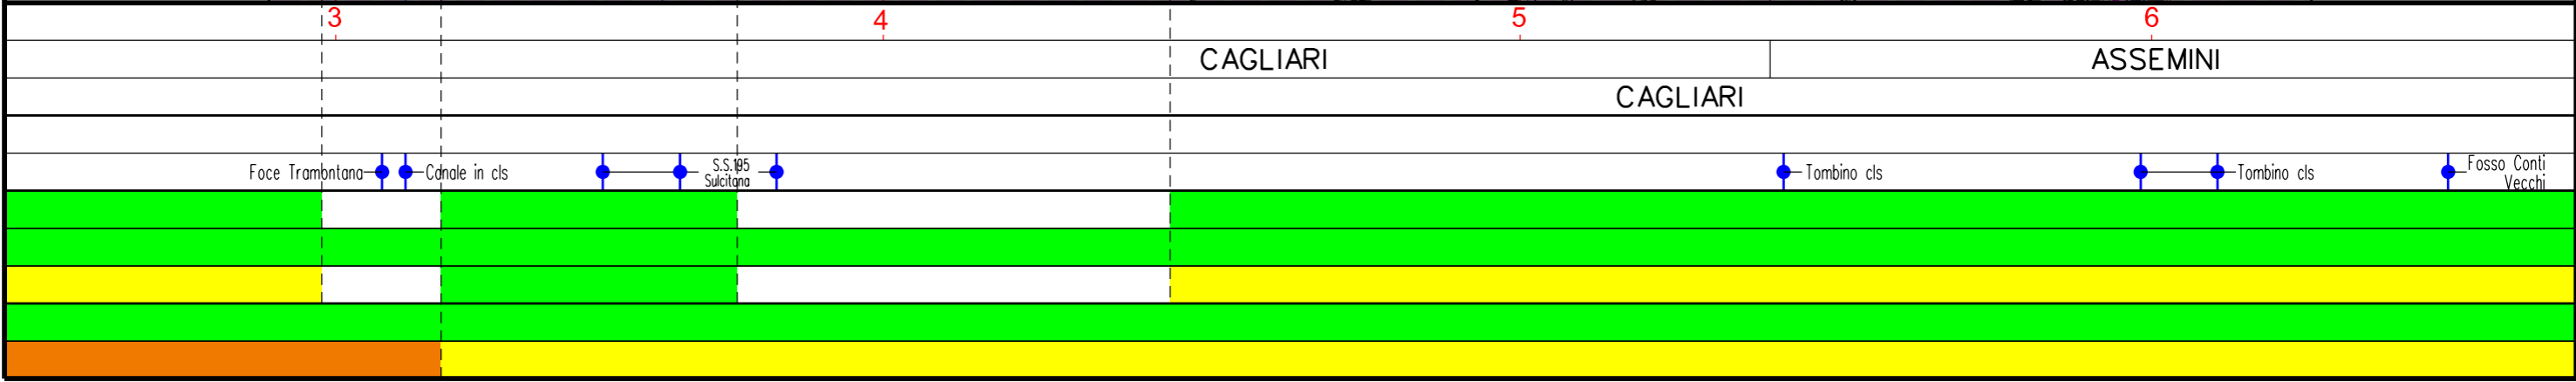 3 4 5 6
CAGLIARI ASSEMINI
CAGLIARI
Foce Tramontana Canale in cls S.S.195 Tombino cls Tombino cls Fosso Conti
Sulcitana Vecchi